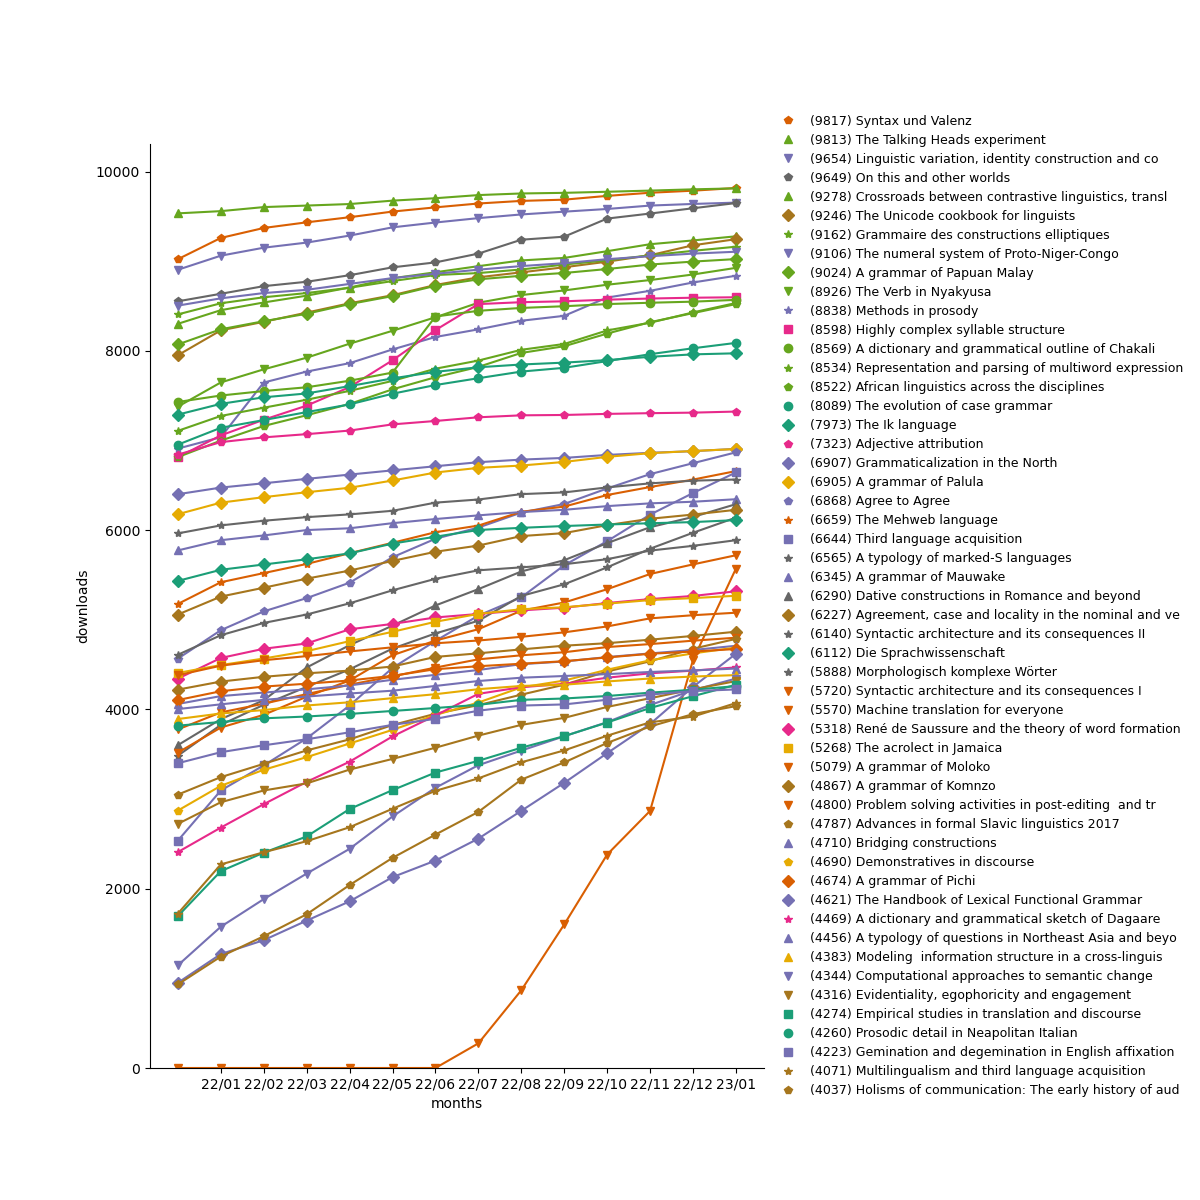 10000
8000
6000
4000
2000
0
downloads
22/01 22/02 22/03 22/04 22/05 22/06 22/07 22/08 22/09 22/10 22/11 22/12 23/01
months
(9817) Syntax und Valenz
(9813) The Talking Heads experiment
(9654) Linguistic variation, identity construction and co
(9649) On this and other worlds
(9278) Crossroads between contrastive linguistics, transl
(9246) The Unicode cookbook for linguists
(9162) Grammaire des constructions elliptiques
(9106) The numeral system of Proto-Niger-Congo
(9024) A grammar of Papuan Malay
(8926) The Verb in Nyakyusa
(8838) Methods in prosody
(8598) Highly complex syllable structure
(8569) A dictionary and grammatical outline of Chakali
(8534) Representation and parsing of multiword expression
(8522) African linguistics across the disciplines
(8089) The evolution of case grammar
(7973) The Ik language
(7323) Adjective attribution
(6907) Grammaticalization in the North
(6905) A grammar of Palula
(6868) Agree to Agree
(6659) The Mehweb language
(6644) Third language acquisition
(6565) A typology of marked-S languages
(6345) A grammar of Mauwake
(6290) Dative constructions in Romance and beyond
(6227) Agreement, case and locality in the nominal and ve
(6140) Syntactic architecture and its consequences II
(6112) Die Sprachwissenschaft
(5888) Morphologisch komplexe Wörter
(5720) Syntactic architecture and its consequences I
(5570) Machine translation for everyone
(5318) René de Saussure and the theory of word formation
(5268) The acrolect in Jamaica
(5079) A grammar of Moloko
(4867) A grammar of Komnzo
(4800) Problem solving activities in post-editing  and tr
(4787) Advances in formal Slavic linguistics 2017
(4710) Bridging constructions
(4690) Demonstratives in discourse
(4674) A grammar of Pichi
(4621) The Handbook of Lexical Functional Grammar
(4469) A dictionary and grammatical sketch of Dagaare
(4456) A typology of questions in Northeast Asia and beyo
(4383) Modeling  information structure in a cross-linguis
(4344) Computational approaches to semantic change
(4316) Evidentiality, egophoricity and engagement
(4274) Empirical studies in translation and discourse
(4260) Prosodic detail in Neapolitan Italian
(4223) Gemination and degemination in English affixation
(4071) Multilingualism and third language acquisition
(4037) Holisms of communication: The early history of aud